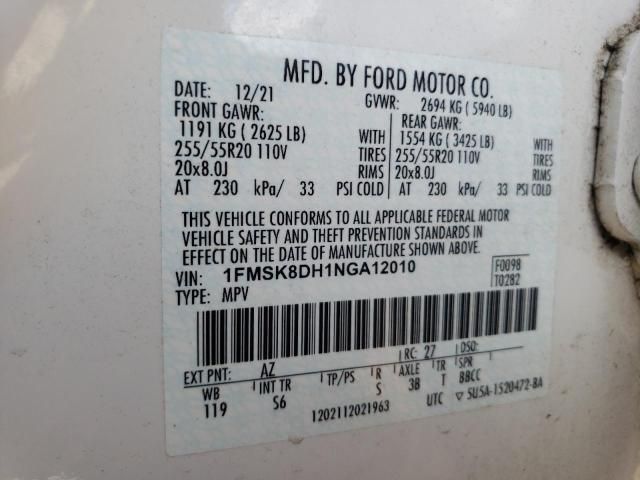 MFD. BY FORD MOTOR CO.
DATE: 12/21 GVWR: 2694 KG ( 5940 LB)
FRONT GAWR: REAR GAWR:
1191 KG ( 2625 LB) WITH 1554 KG ( 3425 LB) WITH
255/55R20 110V TIRES 255/55R20 110V TIRES
20x8.0J RIMS 20x8.0J RIMS
AT 230 kPa/ 33 PSI COLD AT 230 kPa/ 33 PSI COLD
THIS VEHICLE CONFORMS TO ALL APPLICABLE FEDERAL MOTOR
VEHICLE SAFETY AND THEFT PREVENTION STANDARDS IN
EFFECT ON THE DATE OF MANUFACTURE SHOWN ABOVE.
VIN: 1FMSK8DH1NGA12010 F0098
TYPE: MPV T0282
EXT PNT: AZ RC: 27 DSO:
WB INT TR TP/PS R AXLE TR SPR
119 S6 S 3B T BBCC
1202112021963 UTC ▽ SU5A-1520472-BA